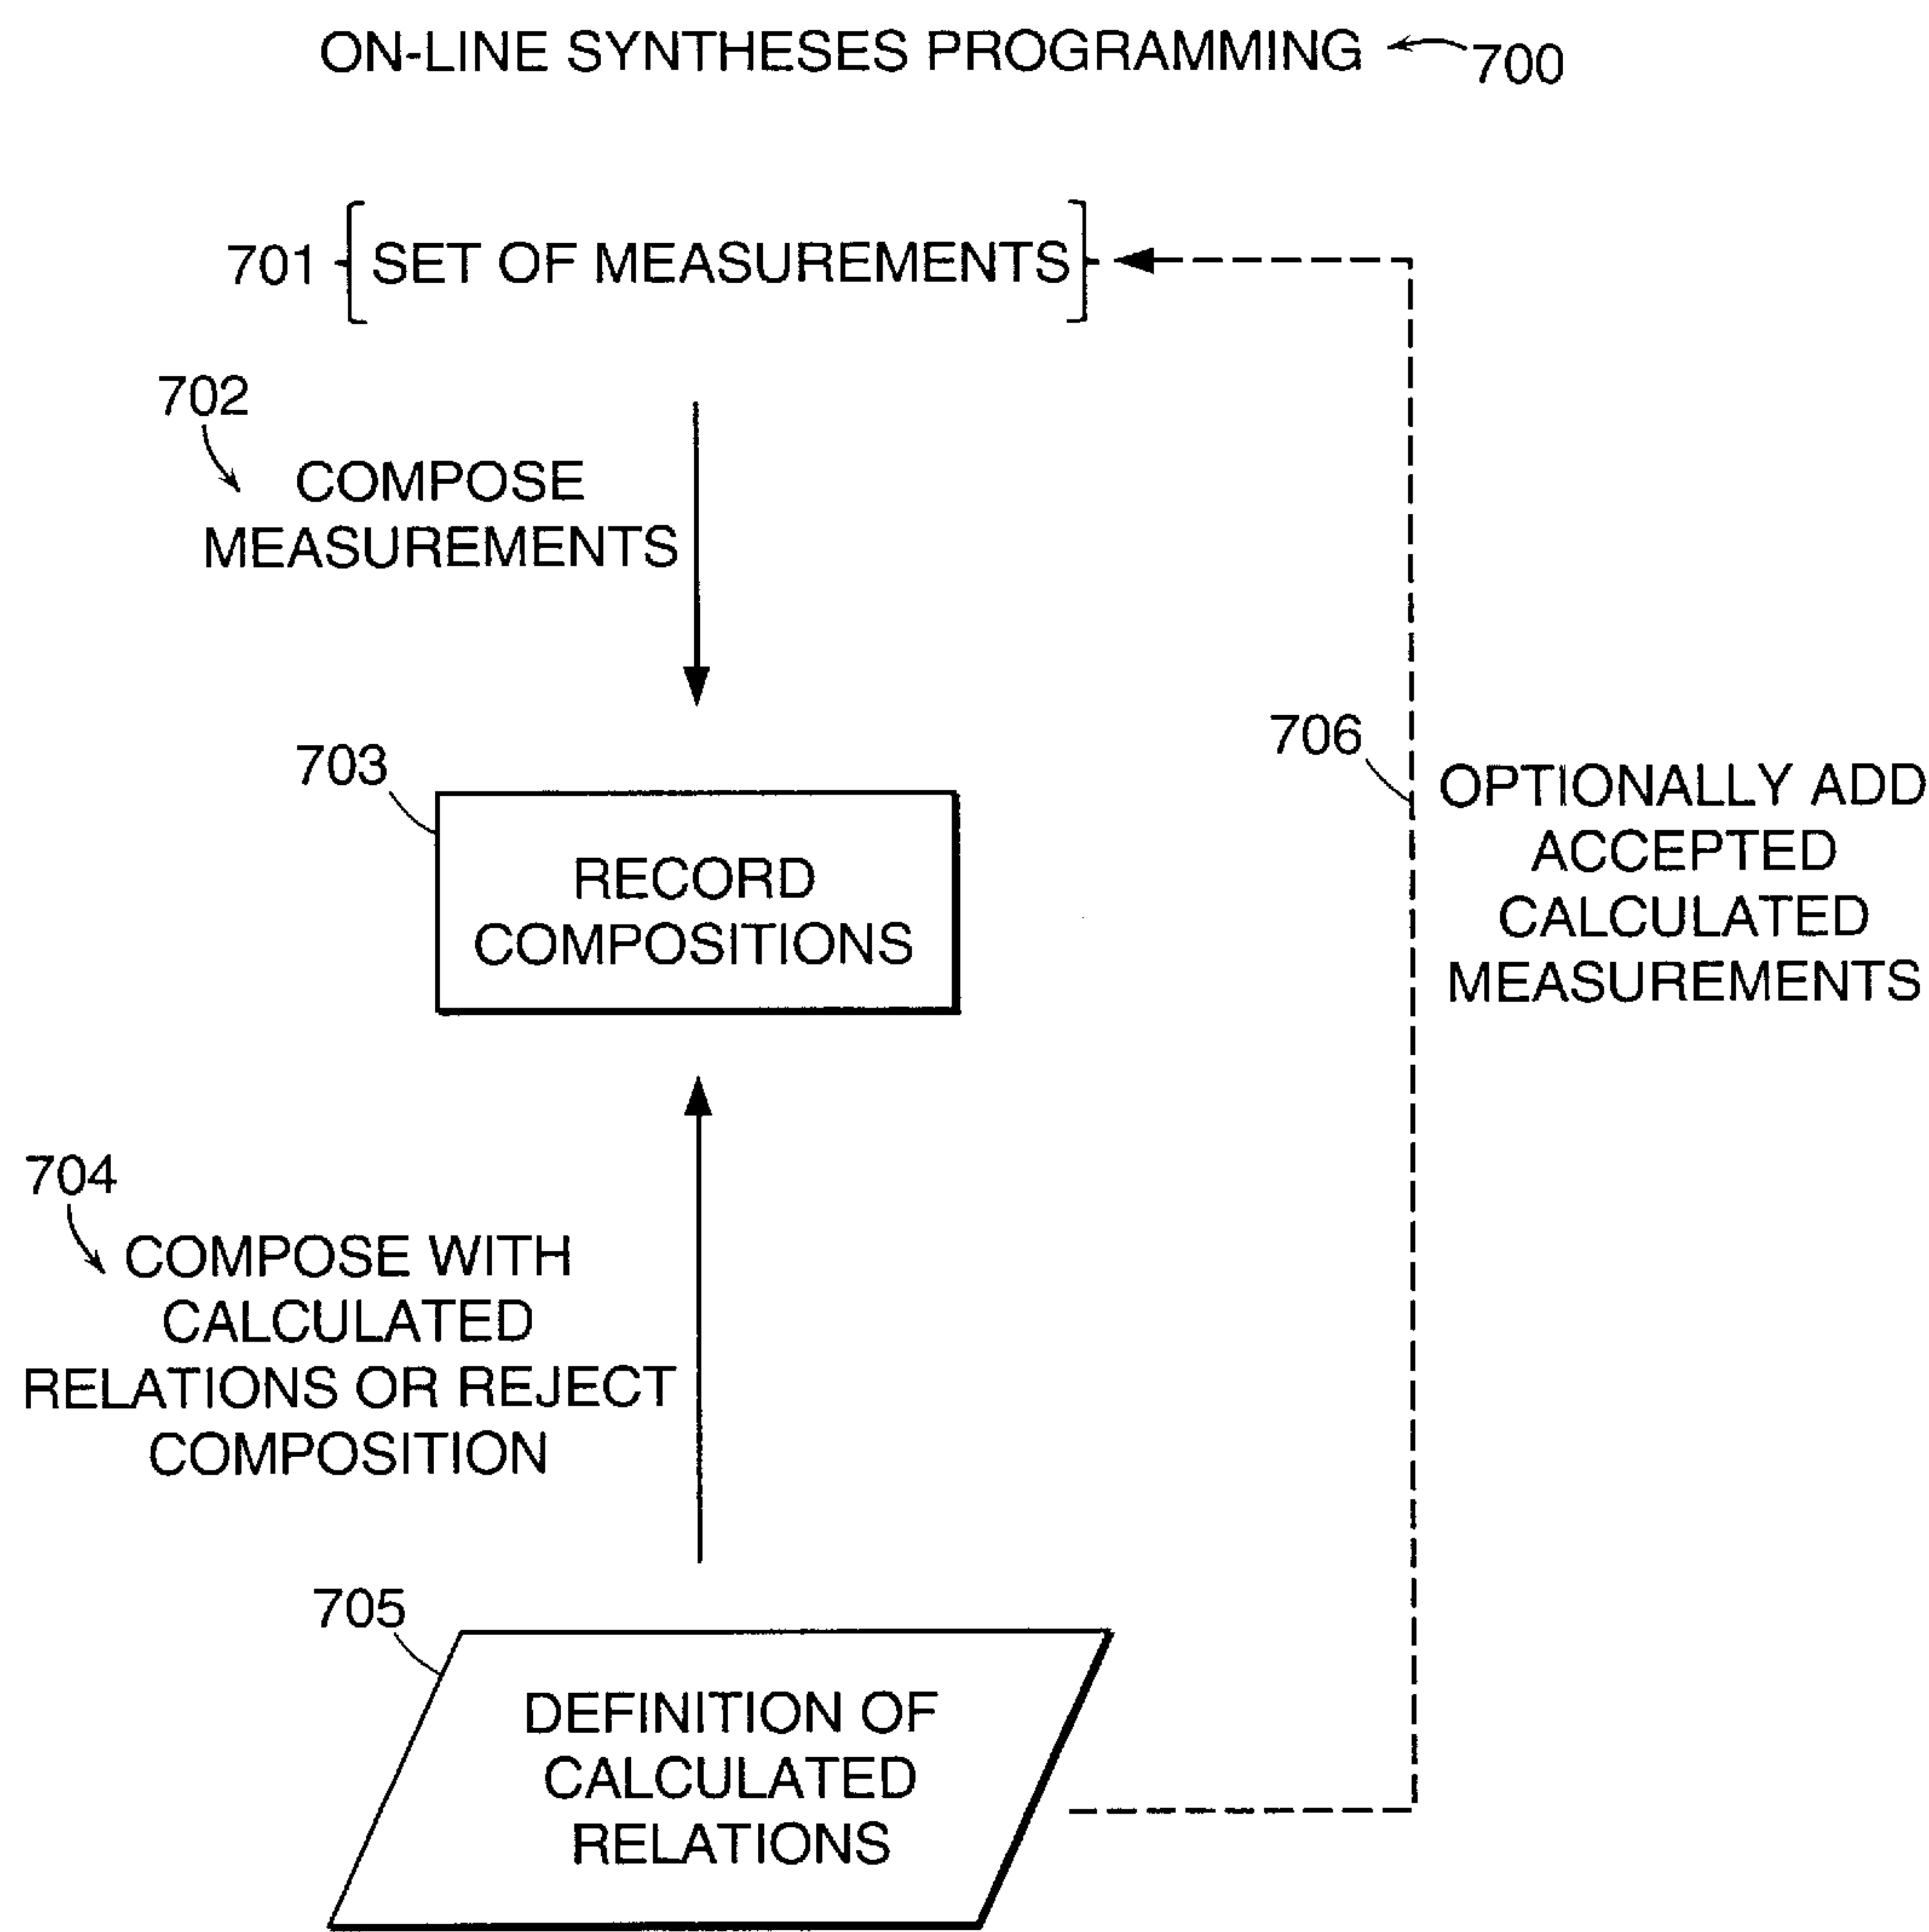 ON-LINE SYNTHESES PROGRAMMING 700
701 SET OF MEASUREMENTS
702
COMPOSE
MEASUREMENTS
703
RECORD
COMPOSITIONS
706
OPTIONALLY ADD
ACCEPTED
CALCULATED
MEASUREMENTS
704
COMPOSE WITH
CALCULATED
RELATIONS OR REJECT
COMPOSITION
705
DEFINITION OF
CALCULATED
RELATIONS